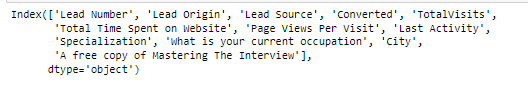 Index(['Lead Number', 'Lead Origin', 'Lead Source', 'Converted', 'TotalVisits',
'Total Time Spent on Website', 'Page Views Per Visit', 'Last Activity',
'Specialization', 'What is your current occupation', 'City',
'A free copy of Mastering The Interview'],
dtype='object')